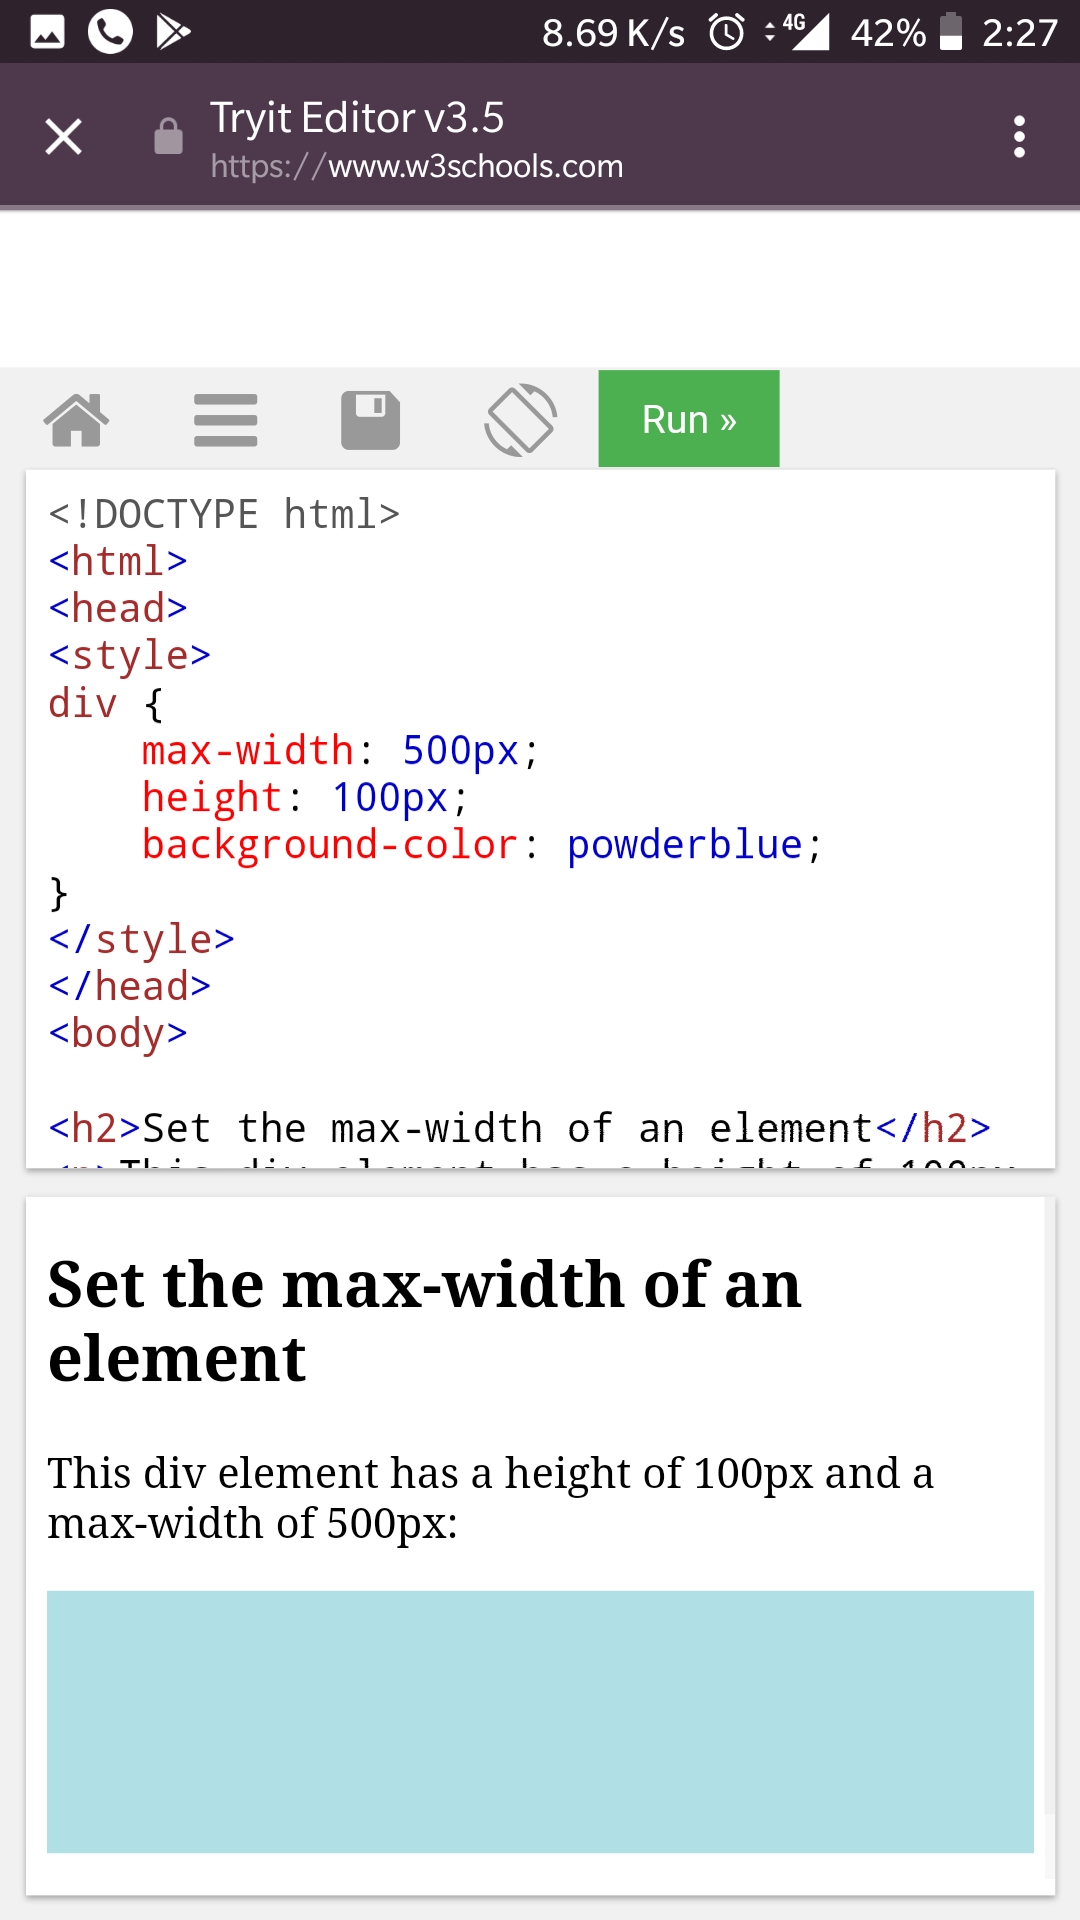 8.69 K/s 4G 42% 2:27
Tryit Editor v3.5
https://www.w3schools.com
Run »
<!DOCTYPE html>
<html>
<head>
<style>
div {
    max-width: 500px;
    height: 100px;
    background-color: powderblue;
}
</style>
</head>
<body>
<h2>Set the max-width of an element</h2>
Set the max-width of an
element
This div element has a height of 100px and a
max-width of 500px: